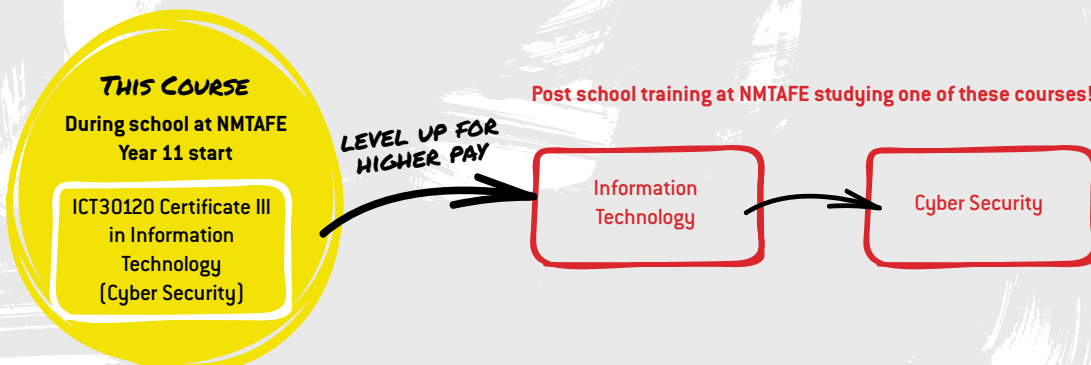 THIS COURSE
During school at NMTAFE
Year 11 start
ICT30120 Certificate III
in Information
Technology
(Cyber Security)
LEVEL UP FOR
HIGHER PAY
Post school training at NMTAFE studying one of these courses!
Information
Technology
Cyber Security